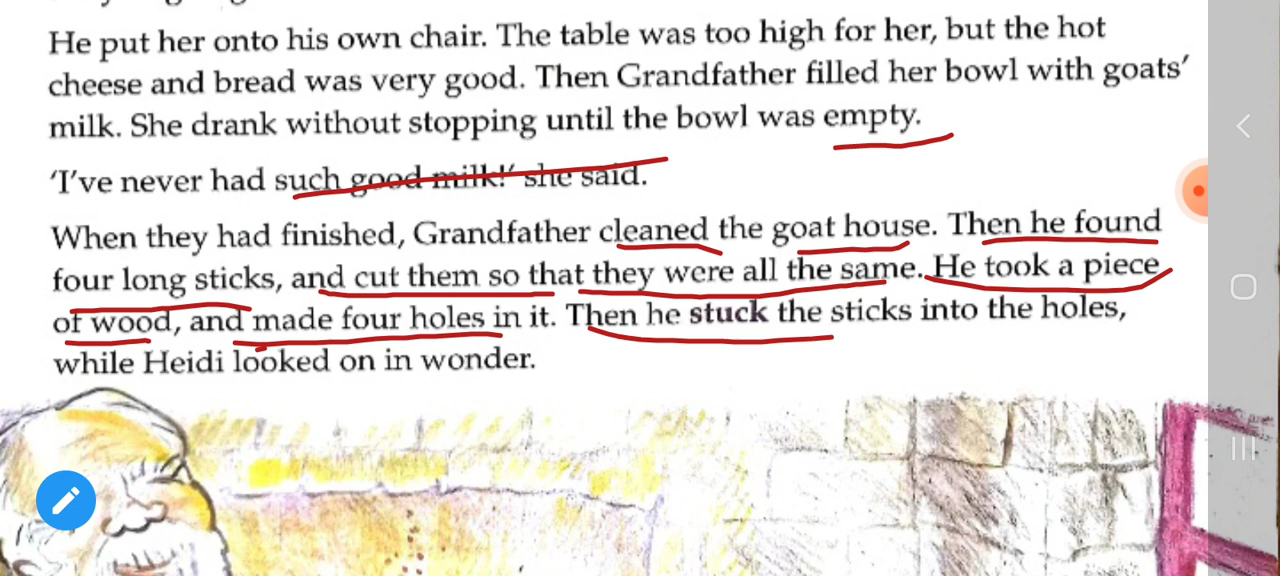 He put her onto his own chair. The table was too high for her, but the hot
cheese and bread was very good. Then Grandfather filled her bowl with goats'
milk. She drank without stopping until the bowl was empty.
'I've never had such good milk!' she said.
When they had finished, Grandfather cleaned the goat house. Then he found
four long sticks, and cut them so that they were all the same. He took a piece
of wood, and made four holes in it. Then he stuck the sticks into the holes,
while Heidi looked on in wonder.